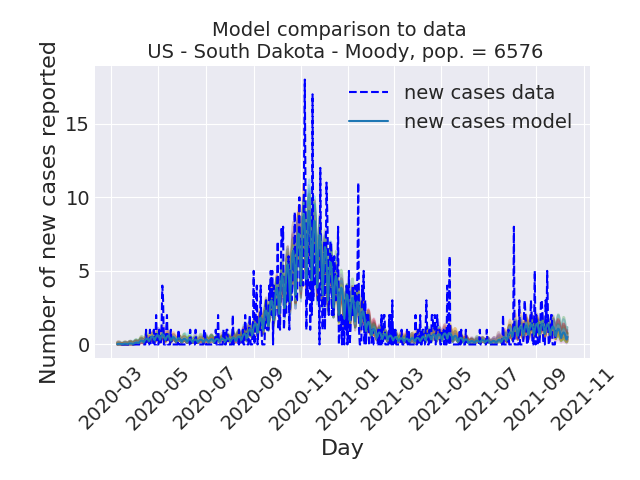 Model comparison to data
US - South Dakota - Moody, pop. = 6576
Number of new cases reported
new cases data
new cases model
15
10
5
0
2020-03
2020-05
2020-07
2020-09
2020-11
2021-01
2021-03
2021-05
2021-07
2021-09
2021-11
Day